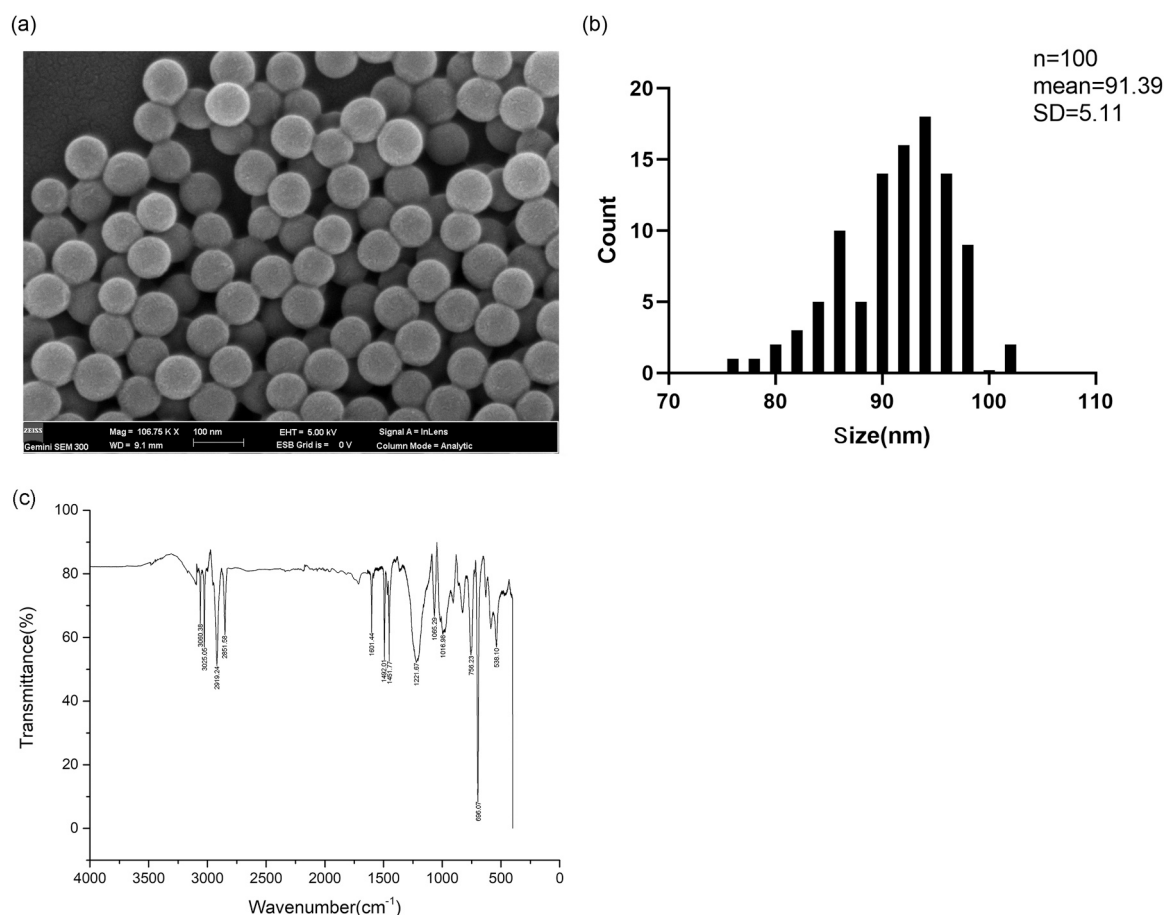 (a)
ZEISS
Gemini SEM 300
Mag = 106.75 K X
WD = 9.1 mm
100 nm
EHT = 5.00 kV
ESB Grid is = 0 V
Signal A = InLens
Column Mode = Analytic
(b)
n=100
mean=91.39
SD=5.11
Count
20
15
10
5
0
70 80 90 100 110
Size(nm)
(c)
Transmittance(%)
100
80
60
40
20
0
3060.38
3025.05
2919.24
2851.58
1601.44
1492.01
1451.77
1221.67
1065.29
1016.98
756.23
696.07
538.10
4000 3500 3000 2500 2000 1500 1000 500 0
Wavenumber(cm⁻¹)